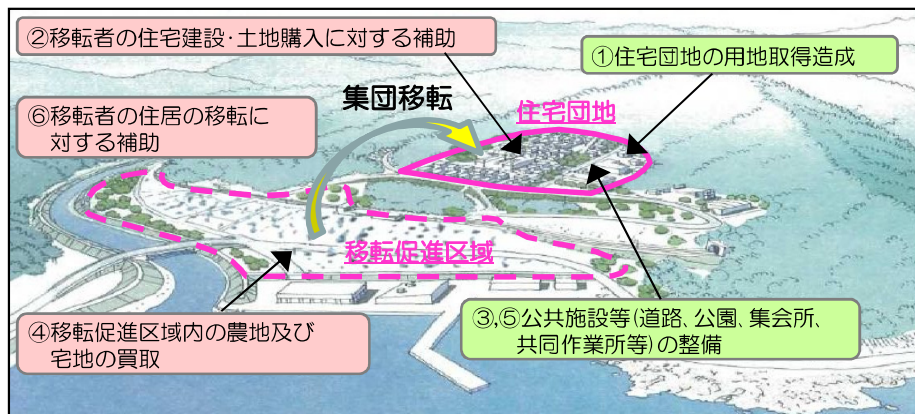 ②移転者の住宅建設・土地購入に対する補助
①住宅団地の用地取得造成
集団移転
住宅団地
⑥移転者の住居の移転に
対する補助
移転促進区域
④移転促進区域内の農地及び
宅地の買取
③,⑤公共施設等(道路、公園、集会所、
共同作業所等)の整備